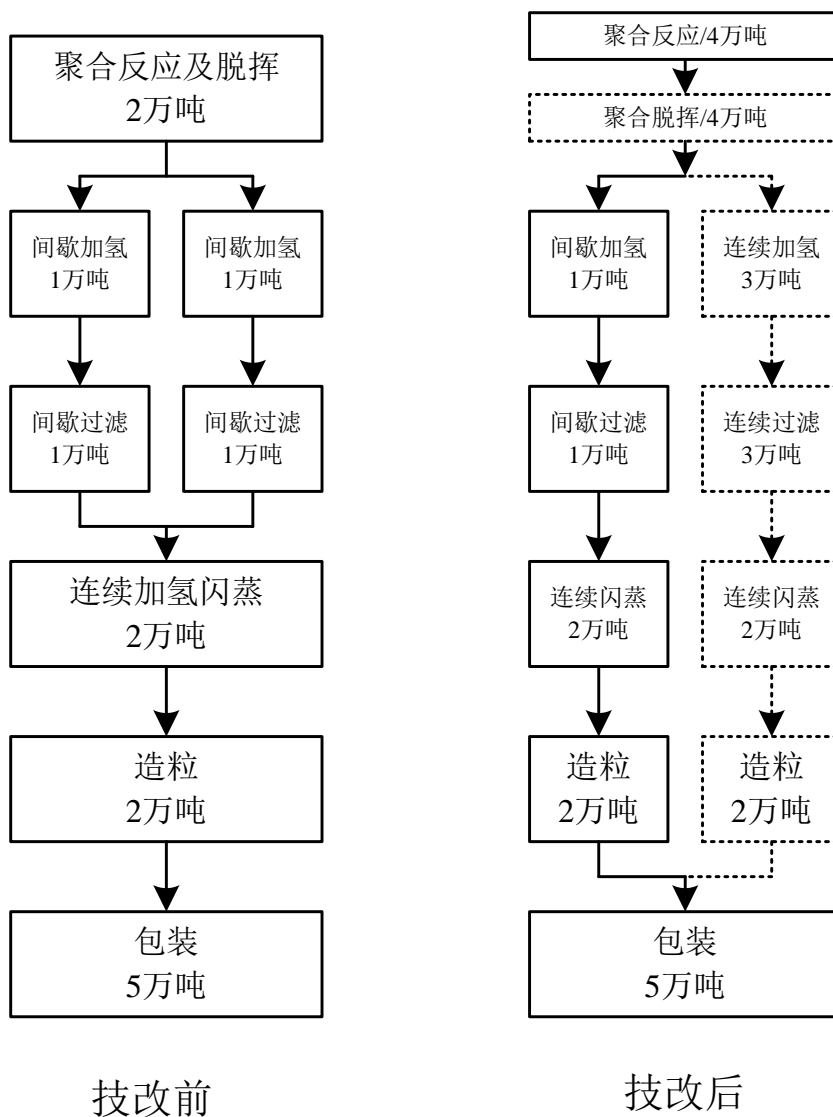 聚合反应及脱挥
2万吨
间歇加氢
1万吨
间歇加氢
1万吨
间歇过滤
1万吨
间歇过滤
1万吨
连续加氢闪蒸
2万吨
造粒
2万吨
包装
5万吨
技改前
聚合反应/4万吨
聚合脱挥/4万吨
间歇加氢
1万吨
连续加氢
3万吨
间歇过滤
1万吨
连续过滤
3万吨
连续闪蒸
2万吨
连续闪蒸
2万吨
造粒
2万吨
造粒
2万吨
包装
5万吨
技改后